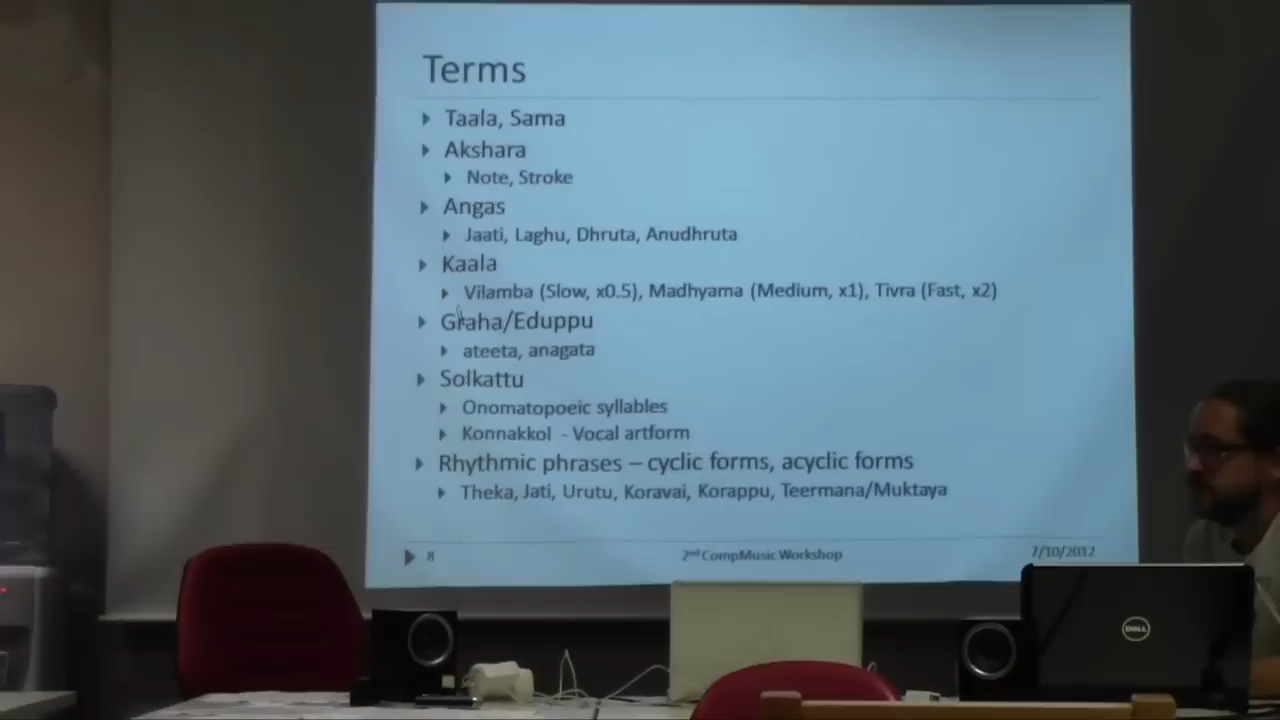 Terms
Taala, Sama
Akshara
Note, Stroke
Angas
Jaati, Laghu, Dhruta, Anudhruta
Kaala
Vilamba (Slow, x0.5), Madhyama (Medium, x1), Tivra (Fast, x2)
Graha/Eduppu
ateeta, anagata
Solkattu
Onomatopoeic syllables
Konnakkol - Vocal artform
Rhythmic phrases – cyclic forms, acyclic forms
Theka, Jati, Urutu, Koravai, Korappu, Teermana/Muktaya
8 2nd CompMusic Workshop 7/10/2012
DELL